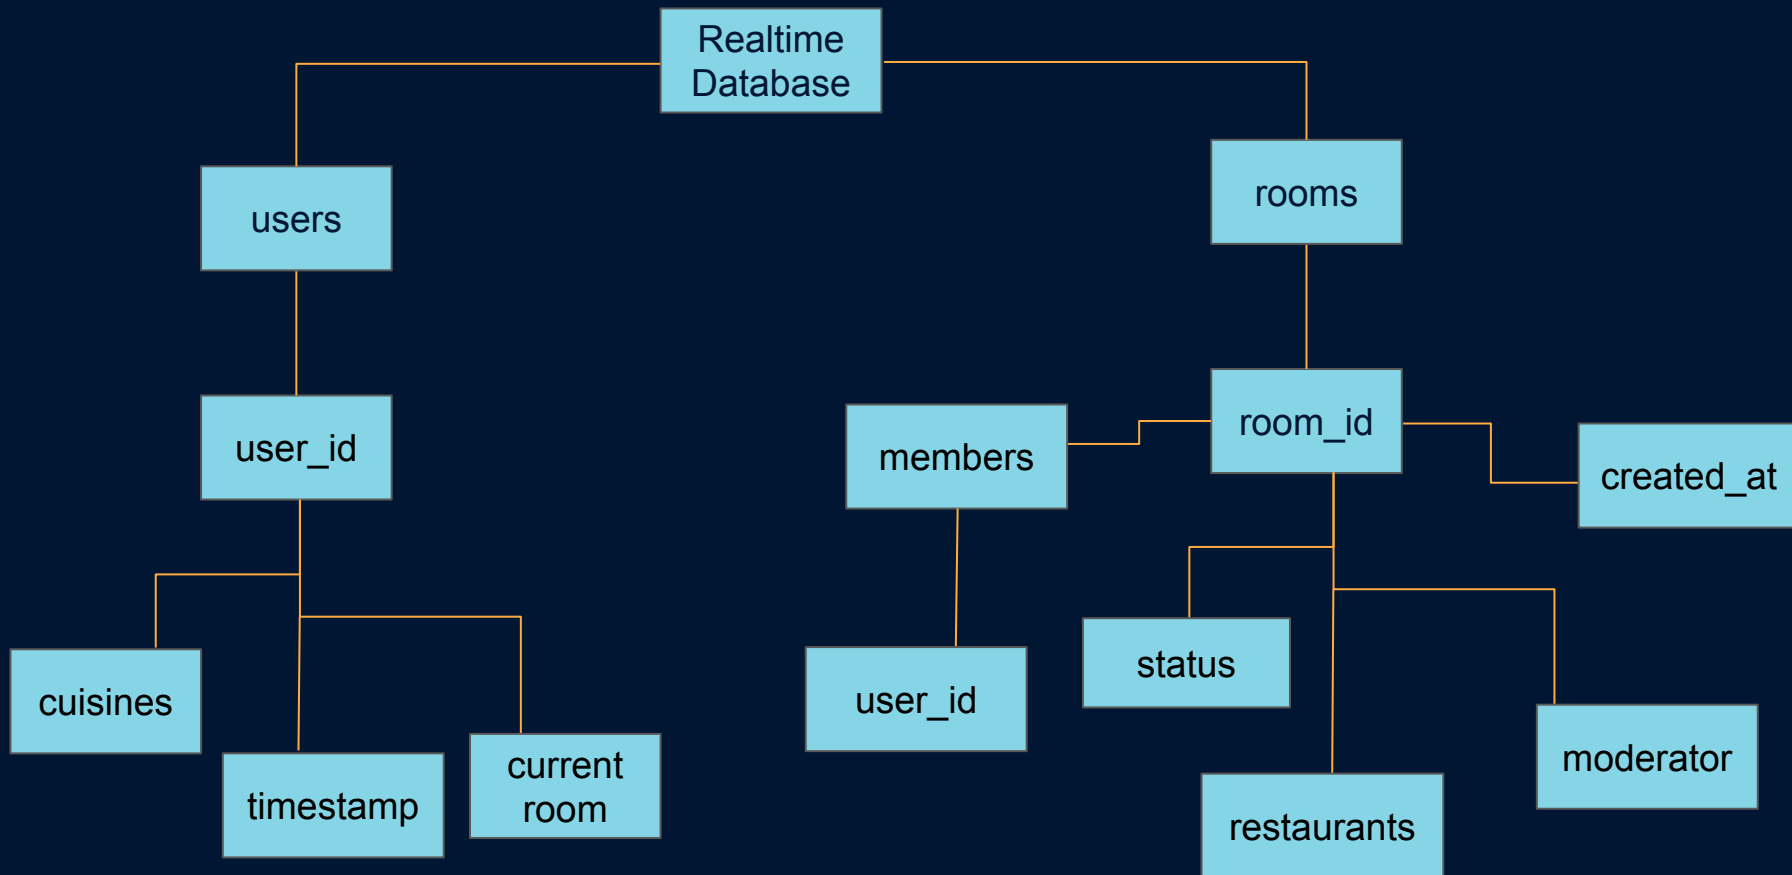 Realtime
Database
users
rooms
user_id
members
room_id
created_at
cuisines
timestamp
current
room
user_id
status
restaurants
moderator